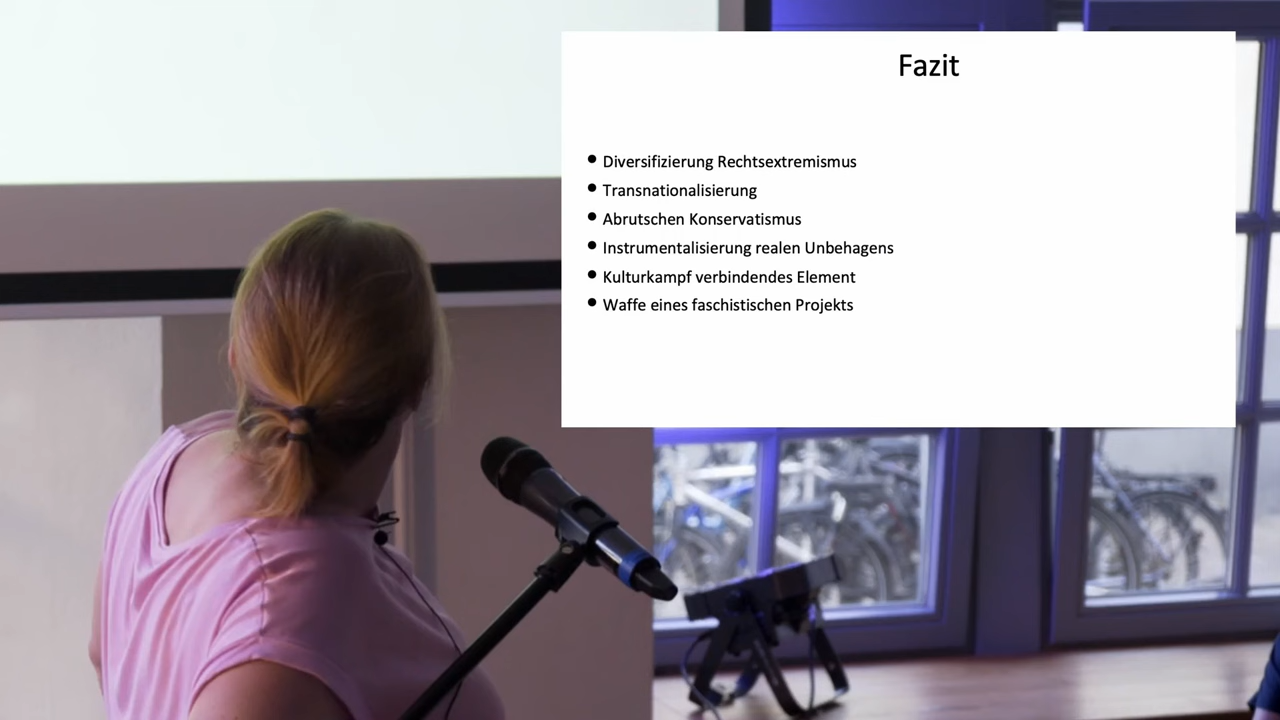 Fazit
• Diversifizierung Rechtsextremismus
• Transnationalisierung
• Abrutschen Konservatismus
• Instrumentalisierung realen Unbehagens
• Kulturkampf verbindendes Element
• Waffe eines faschistischen Projekts